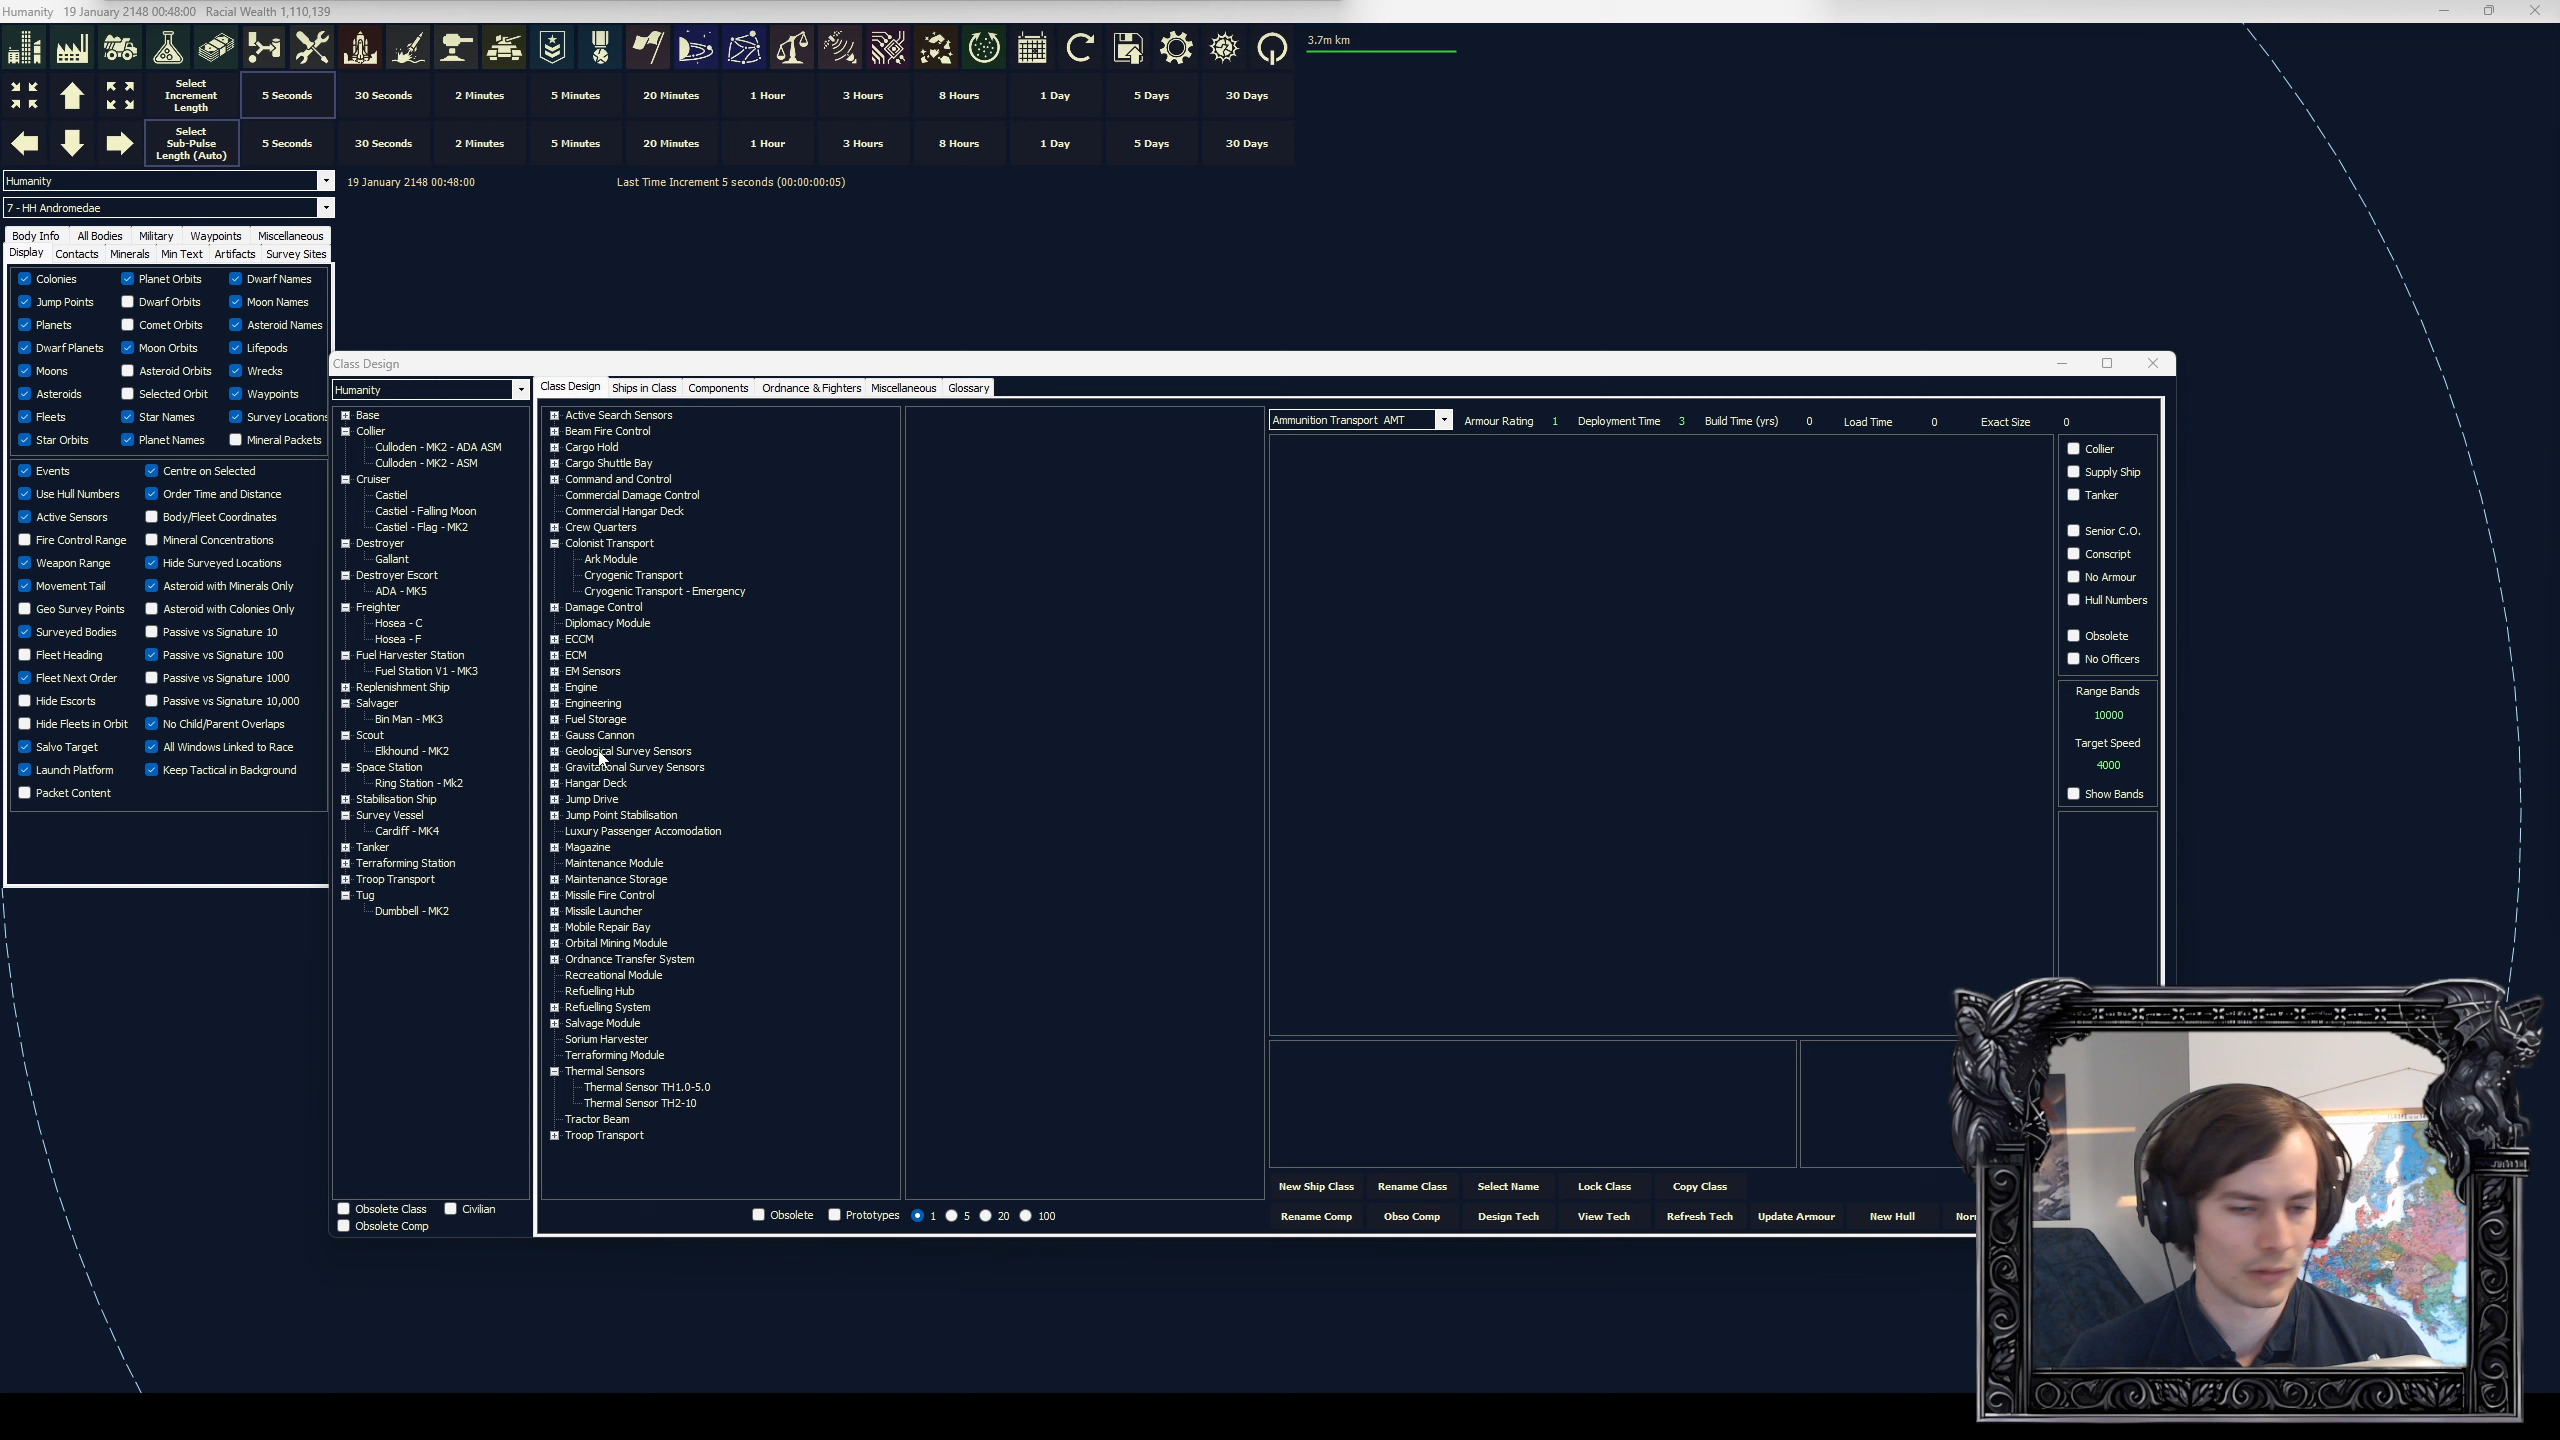 Humanity 19 January 2148 00:48:00 Racial Wealth 1,110,139
3.7m km
Select Increment Length 5 Seconds 30 Seconds 2 Minutes 5 Minutes 20 Minutes 1 Hour 3 Hours 8 Hours 1 Day 5 Days 30 Days
Select Sub-Pulse Length (Auto) 5 Seconds 30 Seconds 2 Minutes 5 Minutes 20 Minutes 1 Hour 3 Hours 8 Hours 1 Day 5 Days 30 Days
Humanity
19 January 2148 00:48:00 Last Time Increment 5 seconds (00:00:00:05)
7 - HH Andromedae
Body Info All Bodies Military Waypoints Miscellaneous
Display Contacts Minerals Min Text Artifacts Survey Sites
Colonies Planet Orbits Dwarf Names
Jump Points Dwarf Orbits Moon Names
Planets Comet Orbits Asteroid Names
Dwarf Planets Moon Orbits Lifepods
Moons Asteroid Orbits Wrecks
Asteroids Selected Orbit Waypoints
Fleets Star Names Survey Locations
Star Orbits Planet Names Mineral Packets
Events Centre on Selected
Use Hull Numbers Order Time and Distance
Active Sensors Body/Fleet Coordinates
Fire Control Range Mineral Concentrations
Weapon Range Hide Surveyed Locations
Movement Tail Asteroid with Minerals Only
Geo Survey Points Asteroid with Colonies Only
Surveyed Bodies Passive vs Signature 10
Fleet Heading Passive vs Signature 100
Fleet Next Order Passive vs Signature 1000
Hide Escorts Passive vs Signature 10,000
Hide Fleets in Orbit No Child/Parent Overlaps
Salvo Target All Windows Linked to Race
Launch Platform Keep Tactical in Background
Packet Content
Class Design
Humanity
Base
Collier
Culloden - MK2 - ADA ASM
Culloden - MK2 - ASM
Cruiser
Castiel
Castiel - Falling Moon
Castiel - Flag - MK2
Destroyer
Gallant
Destroyer Escort
ADA - MK5
Freighter
Hosea - C
Hosea - F
Fuel Harvester Station
Fuel Station V1 - MK3
Replenishment Ship
Salvager
Bin Man - MK3
Scout
Elkhound - MK2
Space Station
Ring Station - Mk2
Stabilisation Ship
Survey Vessel
Cardiff - MK4
Tanker
Terraforming Station
Troop Transport
Tug
Dumbbell - MK2
Obsolete Class Civilian
Obsolete Comp
Class Design Ships in Class Components Ordnance & Fighters Miscellaneous Glossary
Active Search Sensors
Beam Fire Control
Cargo Hold
Cargo Shuttle Bay
Command and Control
Commercial Damage Control
Commercial Hangar Deck
Crew Quarters
Colonist Transport
Ark Module
Cryogenic Transport
Cryogenic Transport - Emergency
Damage Control
Diplomacy Module
ECCM
ECM
EM Sensors
Engine
Engineering
Fuel Storage
Gauss Cannon
Geological Survey Sensors
Gravitational Survey Sensors
Hangar Deck
Jump Drive
Jump Point Stabilisation
Luxury Passenger Accomodation
Magazine
Maintenance Module
Maintenance Storage
Missile Fire Control
Missile Launcher
Mobile Repair Bay
Orbital Mining Module
Ordnance Transfer System
Recreational Module
Refuelling Hub
Refuelling System
Salvage Module
Sorium Harvester
Terraforming Module
Thermal Sensors
Thermal Sensor TH1.0-5.0
Thermal Sensor TH2-10
Tractor Beam
Troop Transport
Obsolete Prototypes 1 5 20 100
Ammunition Transport AMT Armour Rating 1 Deployment Time 3 Build Time (yrs) 0 Load Time 0 Exact Size 0
Collier
Supply Ship
Tanker
Senior C.O.
Conscript
No Armour
Hull Numbers
Obsolete
No Officers
Range Bands
10000
Target Speed
4000
Show Bands
New Ship Class Rename Class Select Name Lock Class Copy Class
Rename Comp Obso Comp Design Tech View Tech Refresh Tech Update Armour New Hull